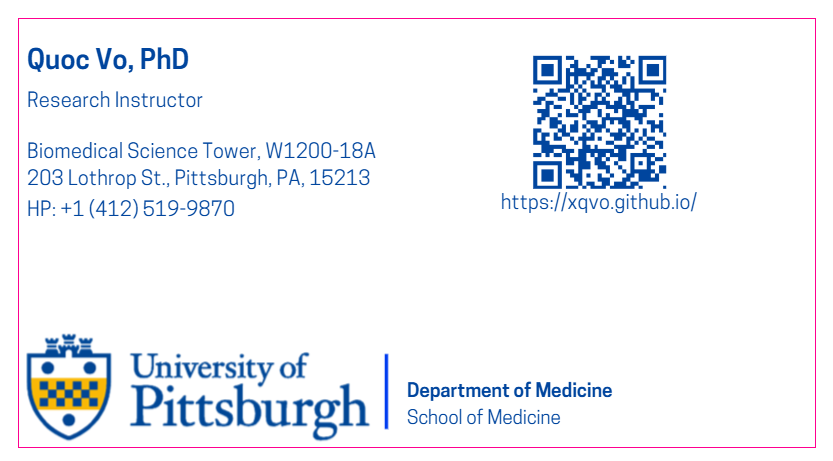 Quoc Vo, PhD
Research Instructor
Biomedical Science Tower, W1200-18A
203 Lothrop St., Pittsburgh, PA, 15213
HP: +1 (412) 519-9870
https://xqvo.github.io/
University of
Pittsburgh
Department of Medicine
School of Medicine